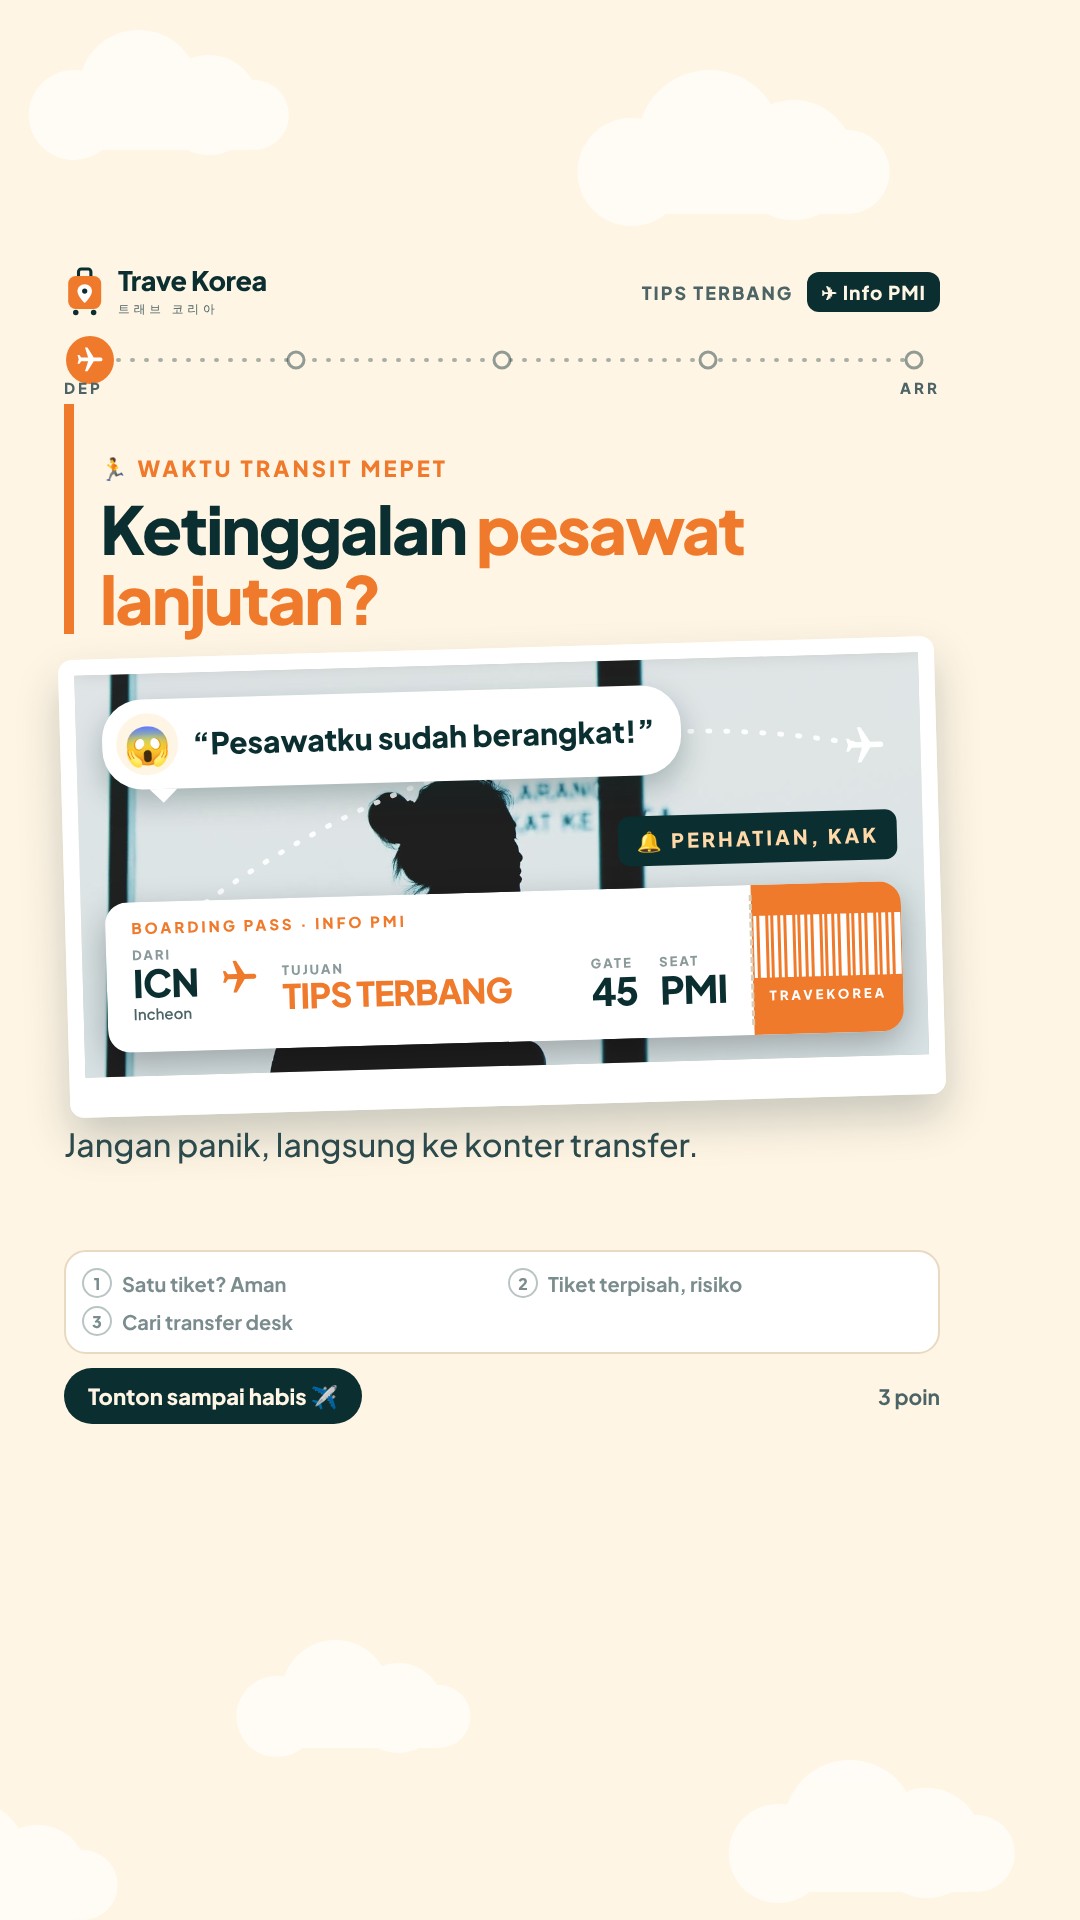 Trave Korea
트래브 코리아
TIPS TERBANG
✈ Info PMI
DEP
ARR
🏃 WAKTU TRANSIT MEPET
Ketinggalan pesawat
lanjutan?
😱 “Pesawatku sudah berangkat!”
🔔 PERHATIAN, KAK
BOARDING PASS · INFO PMI
DARI
ICN
Incheon
TUJUAN
TIPS TERBANG
GATE
45
SEAT
PMI
TRAVEKOREA
Jangan panik, langsung ke konter transfer.
1 Satu tiket? Aman
2 Tiket terpisah, risiko
3 Cari transfer desk
Tonton sampai habis ✈️
3 poin